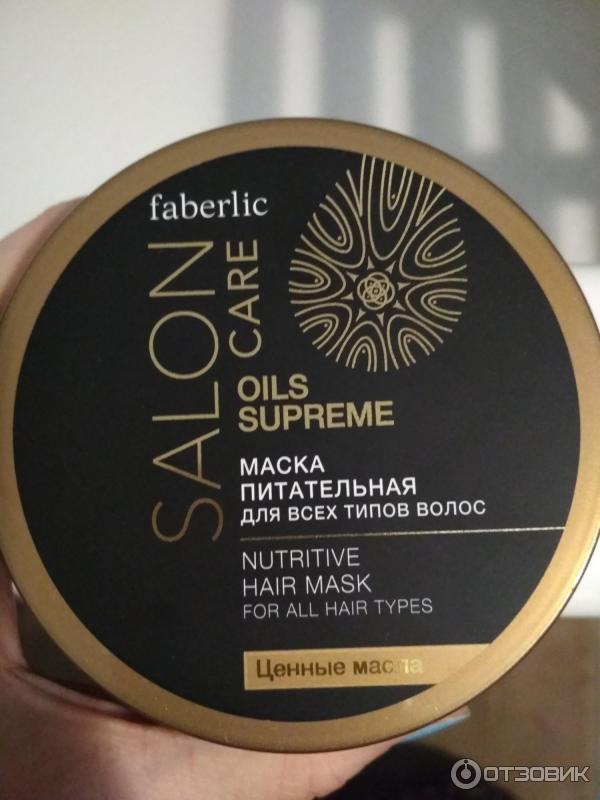 faberlic
SALON
CARE
OILS
SUPREME
МАСКА
ПИТАТЕЛЬНАЯ
ДЛЯ ВСЕХ ТИПОВ ВОЛОС
NUTRITIVE
HAIR MASK
FOR ALL HAIR TYPES
Ценные масла
ОТЗОВИК